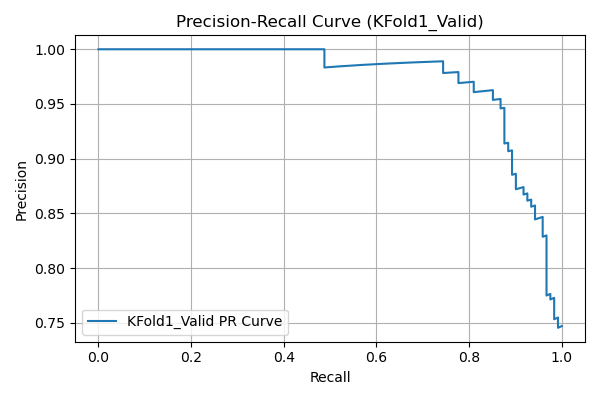 Precision-Recall Curve (KFold1_Valid)
1.00
0.95
0.90
0.85
0.80
0.75
Precision
KFold1_Valid PR Curve
0.0 0.2 0.4 0.6 0.8 1.0
Recall